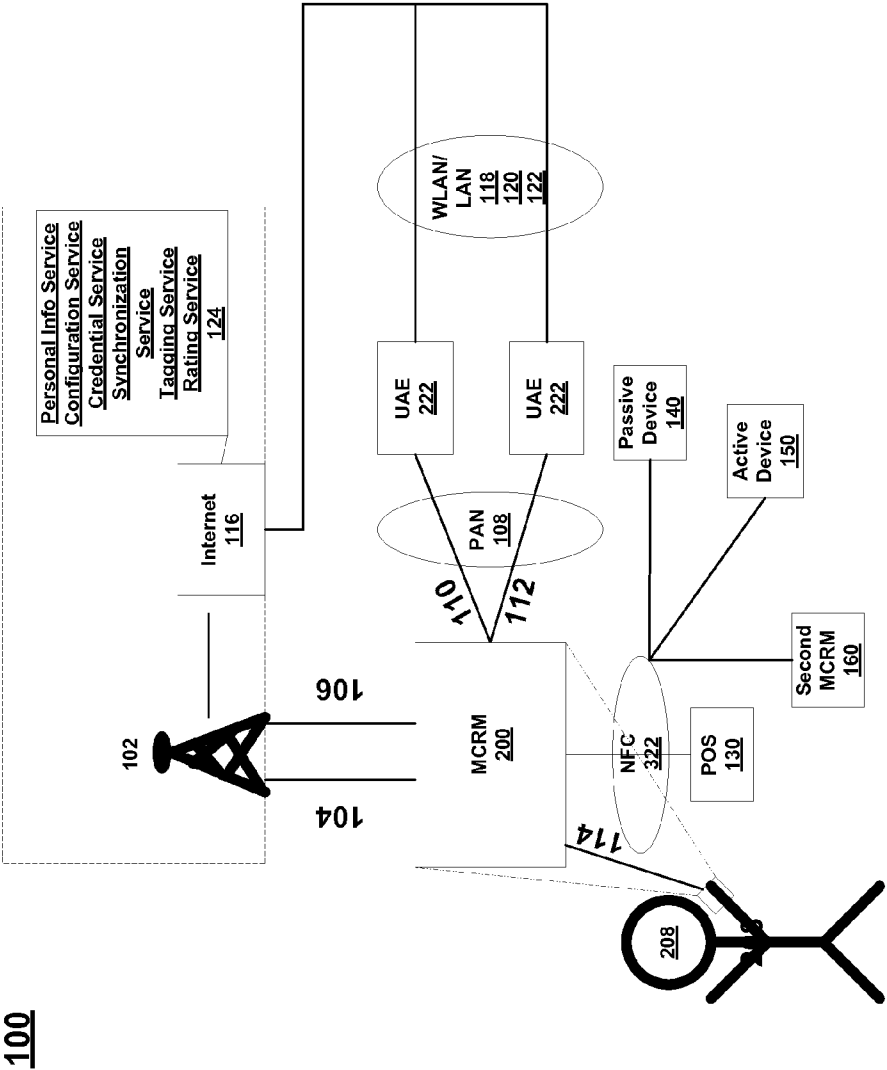 100
Personal Info Service
Configuration Service
Credential Service
Synchronization
Service
Tagging Service
Rating Service
124
102
Internet
116
104
106
WLAN/
LAN
118
120
122
UAE
222
UAE
222
PAN
108
110
112
MCRM
200
114
NFC
322
POS
130
Passive
Device
140
Active
Device
150
Second
MCRM
160
208